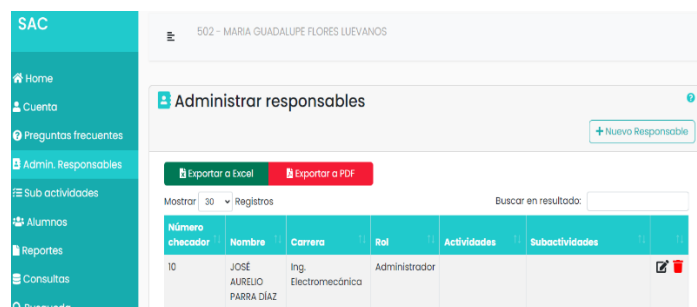 SAC
502 - MARIA GUADALUPE FLORES LUEVANOS
Home
Cuenta
Preguntas frecuentes
Admin. Responsables
Sub actividades
Alumnos
Reportes
Consultas
Busqueda
Administrar responsables
+ Nuevo Responsable
Exportar a Excel
Exportar a PDF
Mostrar 30 Registros
Buscar en resultado:
Número
checador Nombre Carrera Rol Actividades Subactividades
10 JOSÉ Ing. Administrador
AURELIO Electromecánica
PARRA DÍAZ